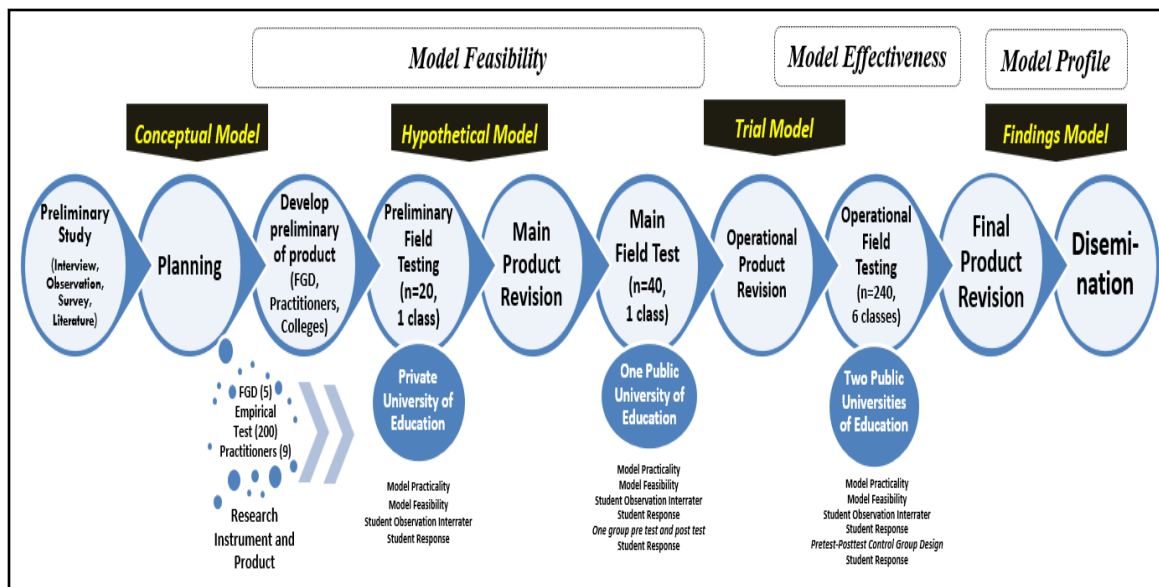 Model Feasibility
Model Effectiveness
Model Profile
Conceptual Model
Hypothetical Model
Trial Model
Findings Model
Preliminary
Study
(Interview,
Observation,
Survey,
Literature)
Planning
Develop
preliminary
of product
(FGD,
Practitioners,
Colleges)
Preliminary
Field
Testing
(n=20,
1 class)
Main
Product
Revision
Main
Field Test
(n=40,
1 class)
Operational
Product
Revision
Operational
Field
Testing
(n=240,
6 classes)
Final
Product
Revision
Disemi-
nation
FGD (5)
Empirical
Test (200)
Practitioners (9)
Research
Instrument and
Product
Private
University of
Education
Model Practicality
Model Feasibility
Student Observation Interrater
Student Response
One Public
University of
Education
Model Practicality
Model Feasibility
Student Observation Interrater
Student Response
One group pre test and post test
Student Response
Two Public
Universities
of Education
Model Practicality
Model Feasibility
Student Observation Interrater
Student Response
Pretest-Posttest Control Group Design
Student Response